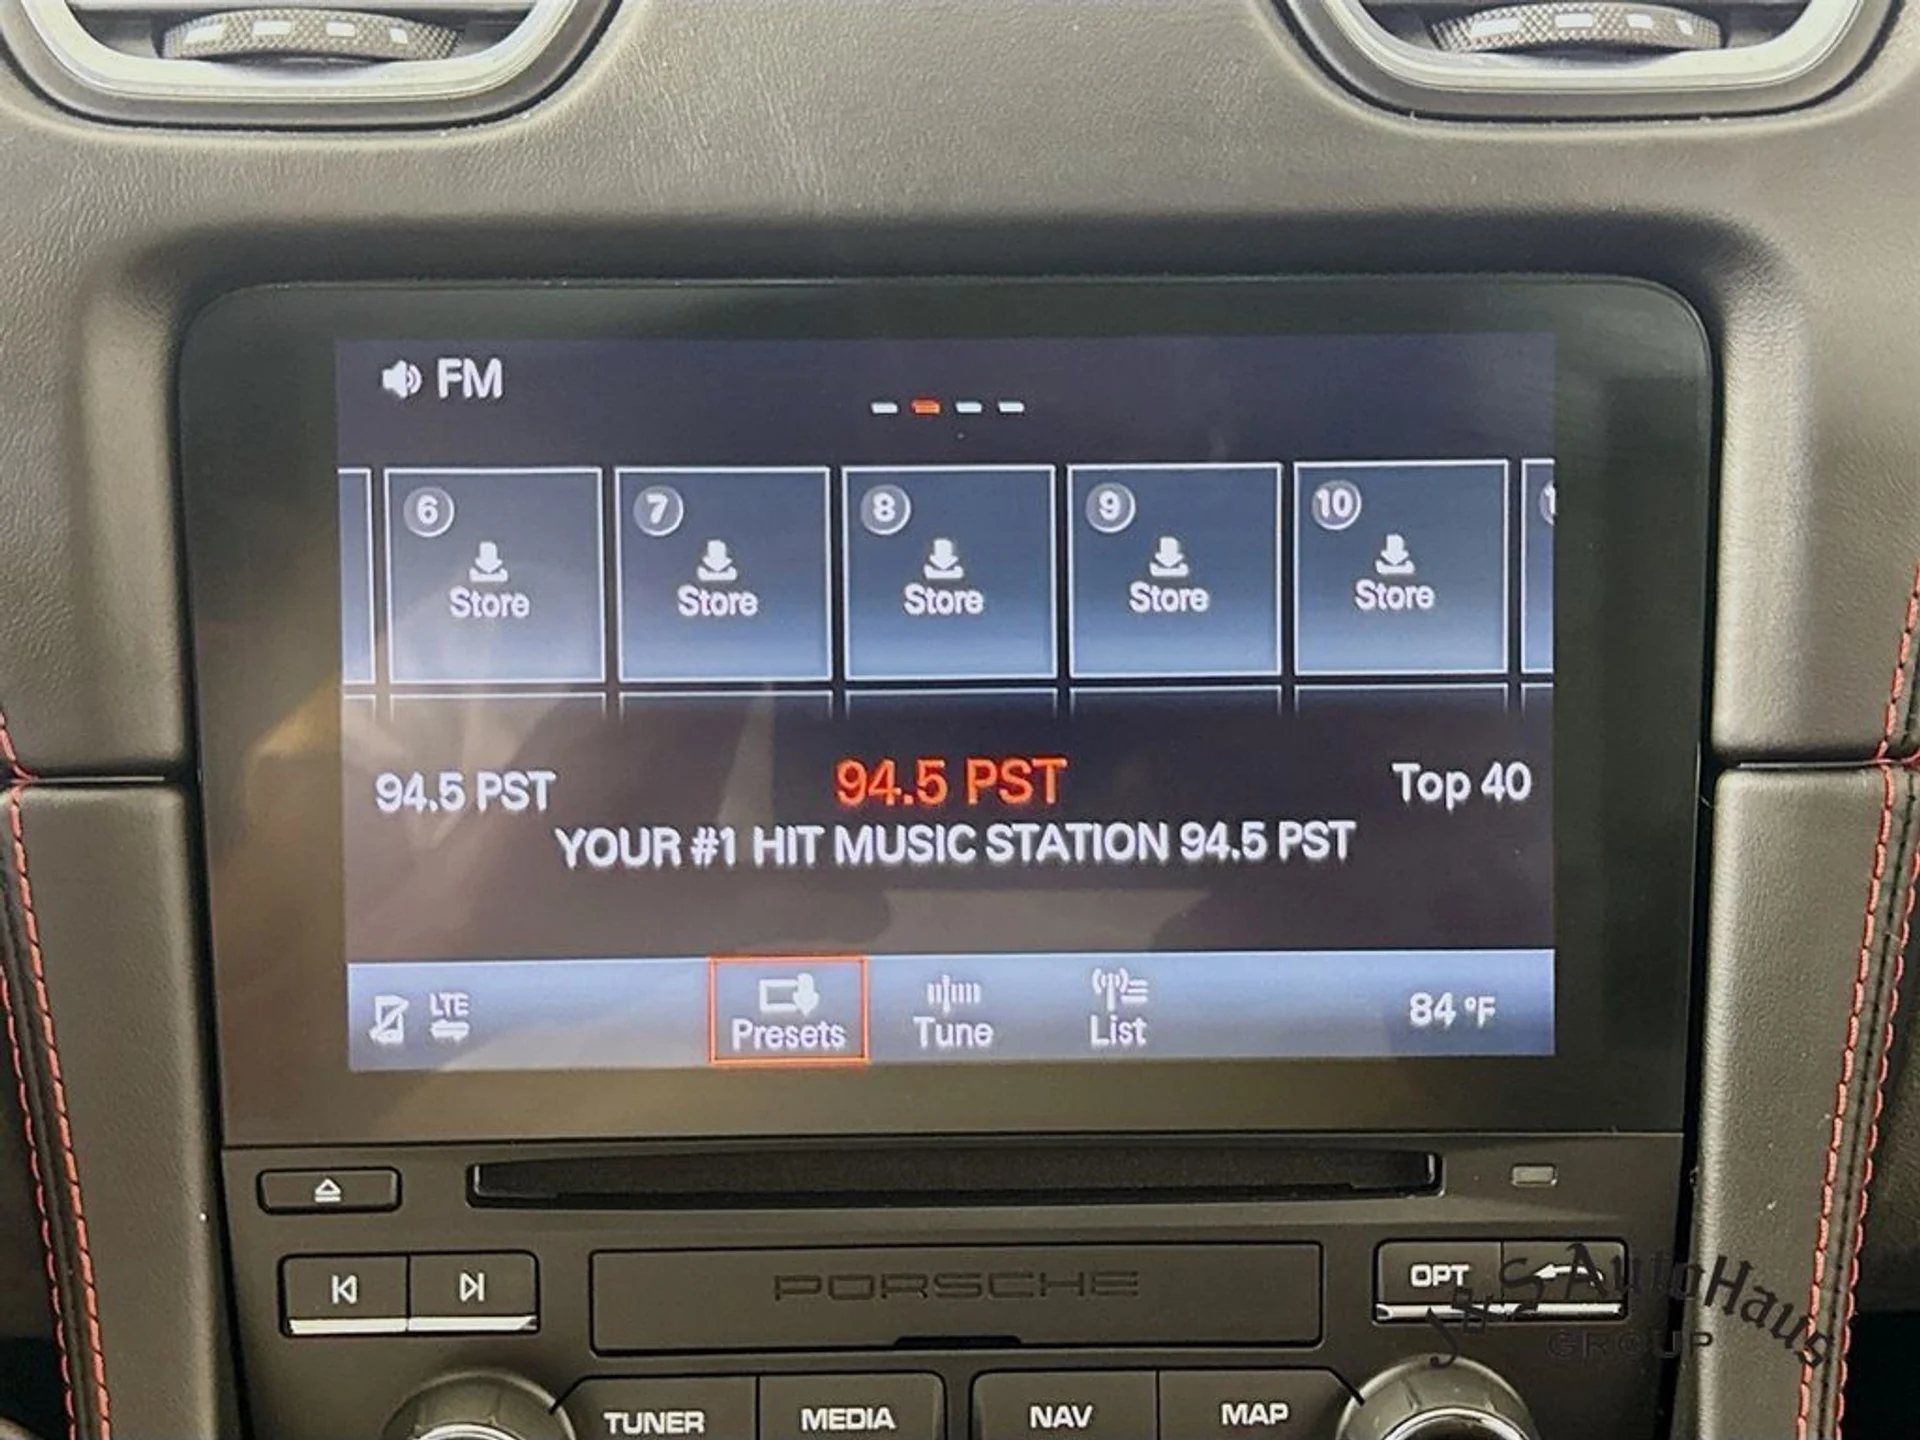 FM
6 7 8 9 10
Store Store Store Store Store
94.5 PST 94.5 PST Top 40
YOUR #1 HIT MUSIC STATION 94.5 PST
LTE Presets Tune List 84 °F
PORSCHE
OPT
J&S AutoHaus
GROUP
TUNER MEDIA NAV MAP